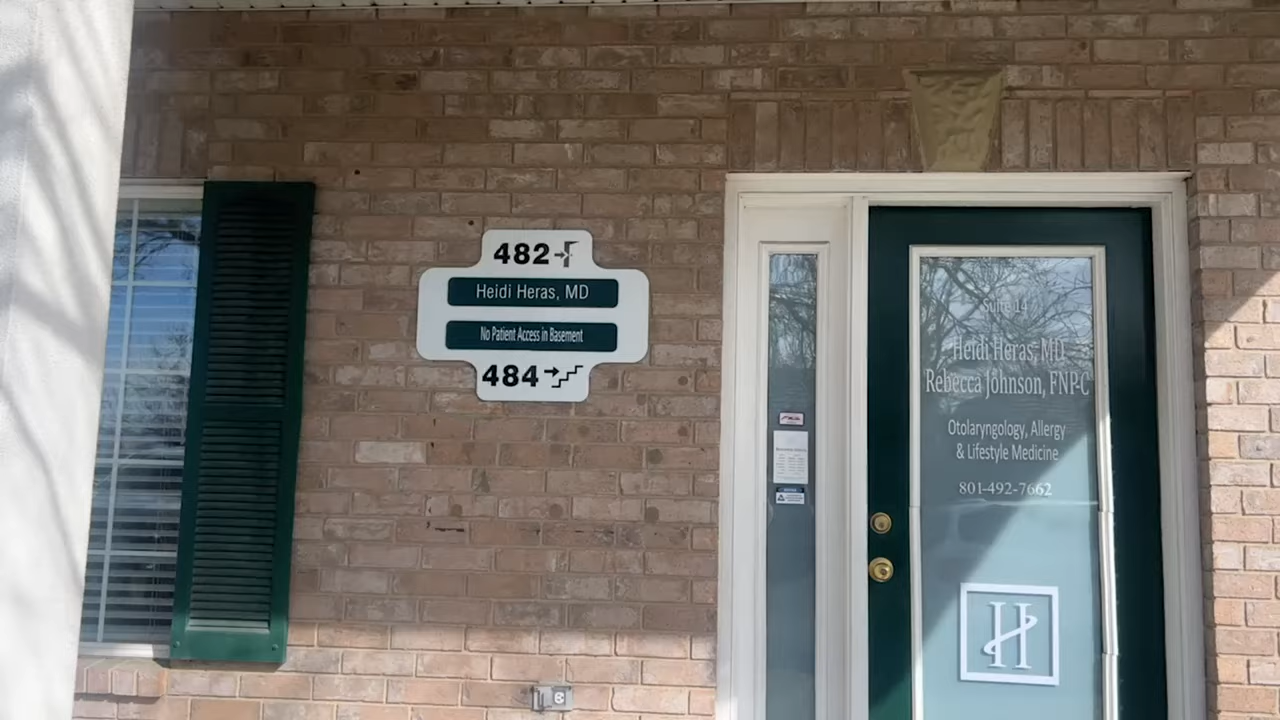 482
Heidi Heras, MD
No Patient Access in Basement
484
Suite 14
Heidi Heras, MD
Rebecca Johnson, FNP-C
Otolaryngology, Allergy
& Lifestyle Medicine
801-492-7662
H